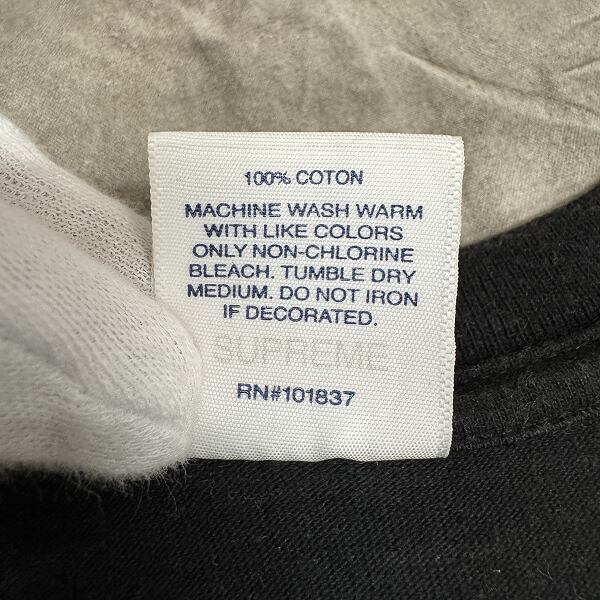 100% COTON
MACHINE WASH WARM
WITH LIKE COLORS
ONLY NON-CHLORINE
BLEACH. TUMBLE DRY
MEDIUM. DO NOT IRON
IF DECORATED.
SUPREME
RN#101837